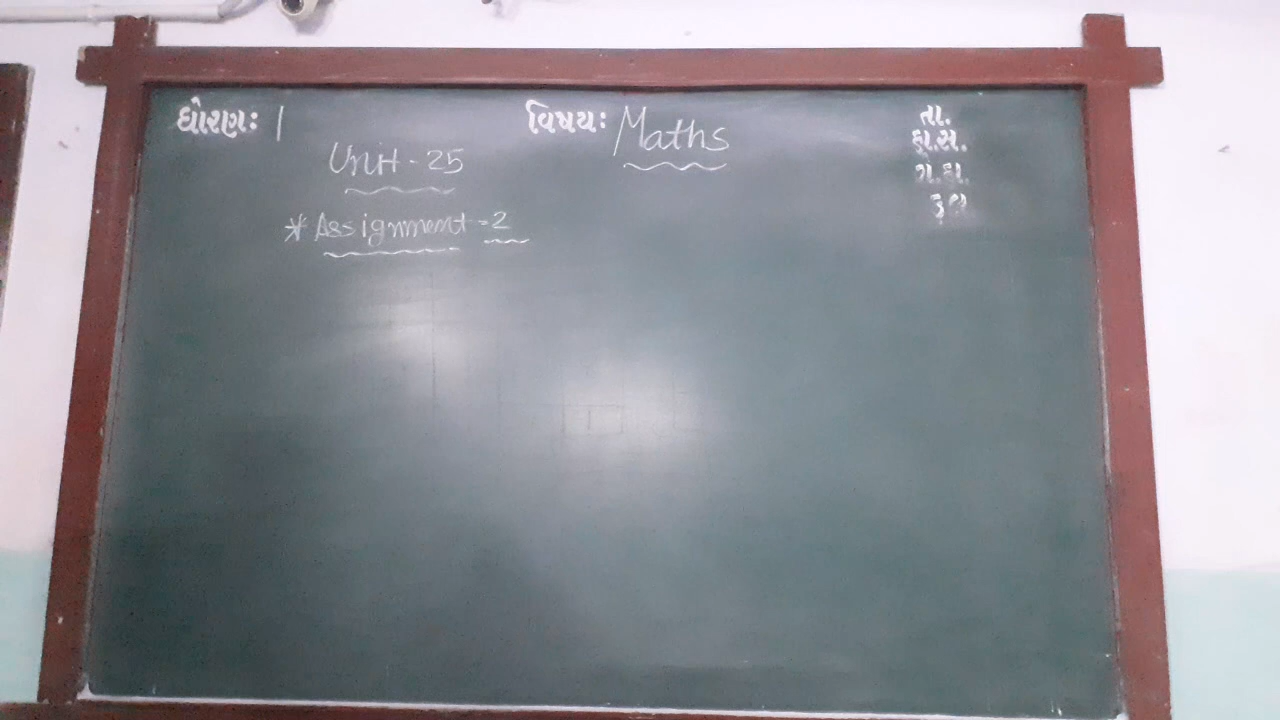 ધોરણઃ 1
વિષયઃ Maths
તા.
હા.સ.
ગે.હા.
કુલ
Unit - 25
* Assignment - 2